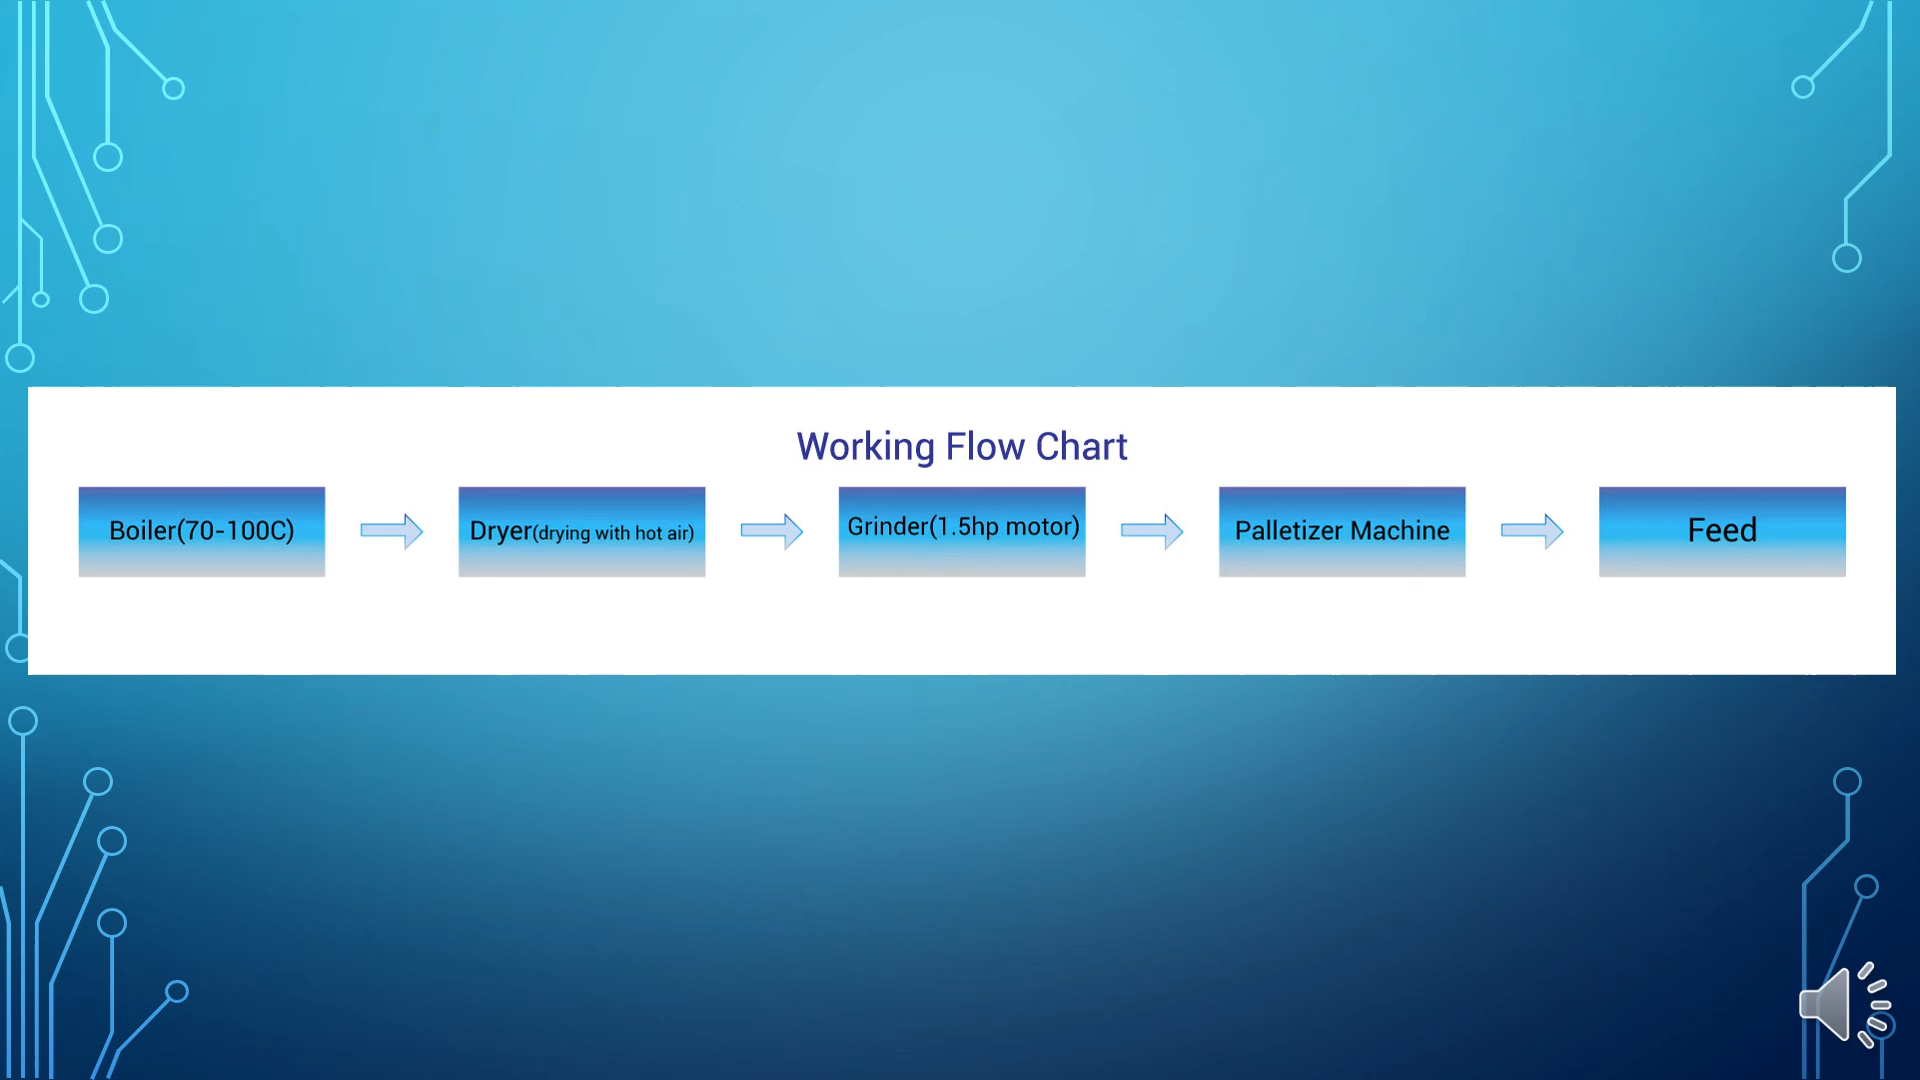 Working Flow Chart
Boiler(70-100C)
Dryer(drying with hot air)
Grinder(1.5hp motor)
Palletizer Machine
Feed